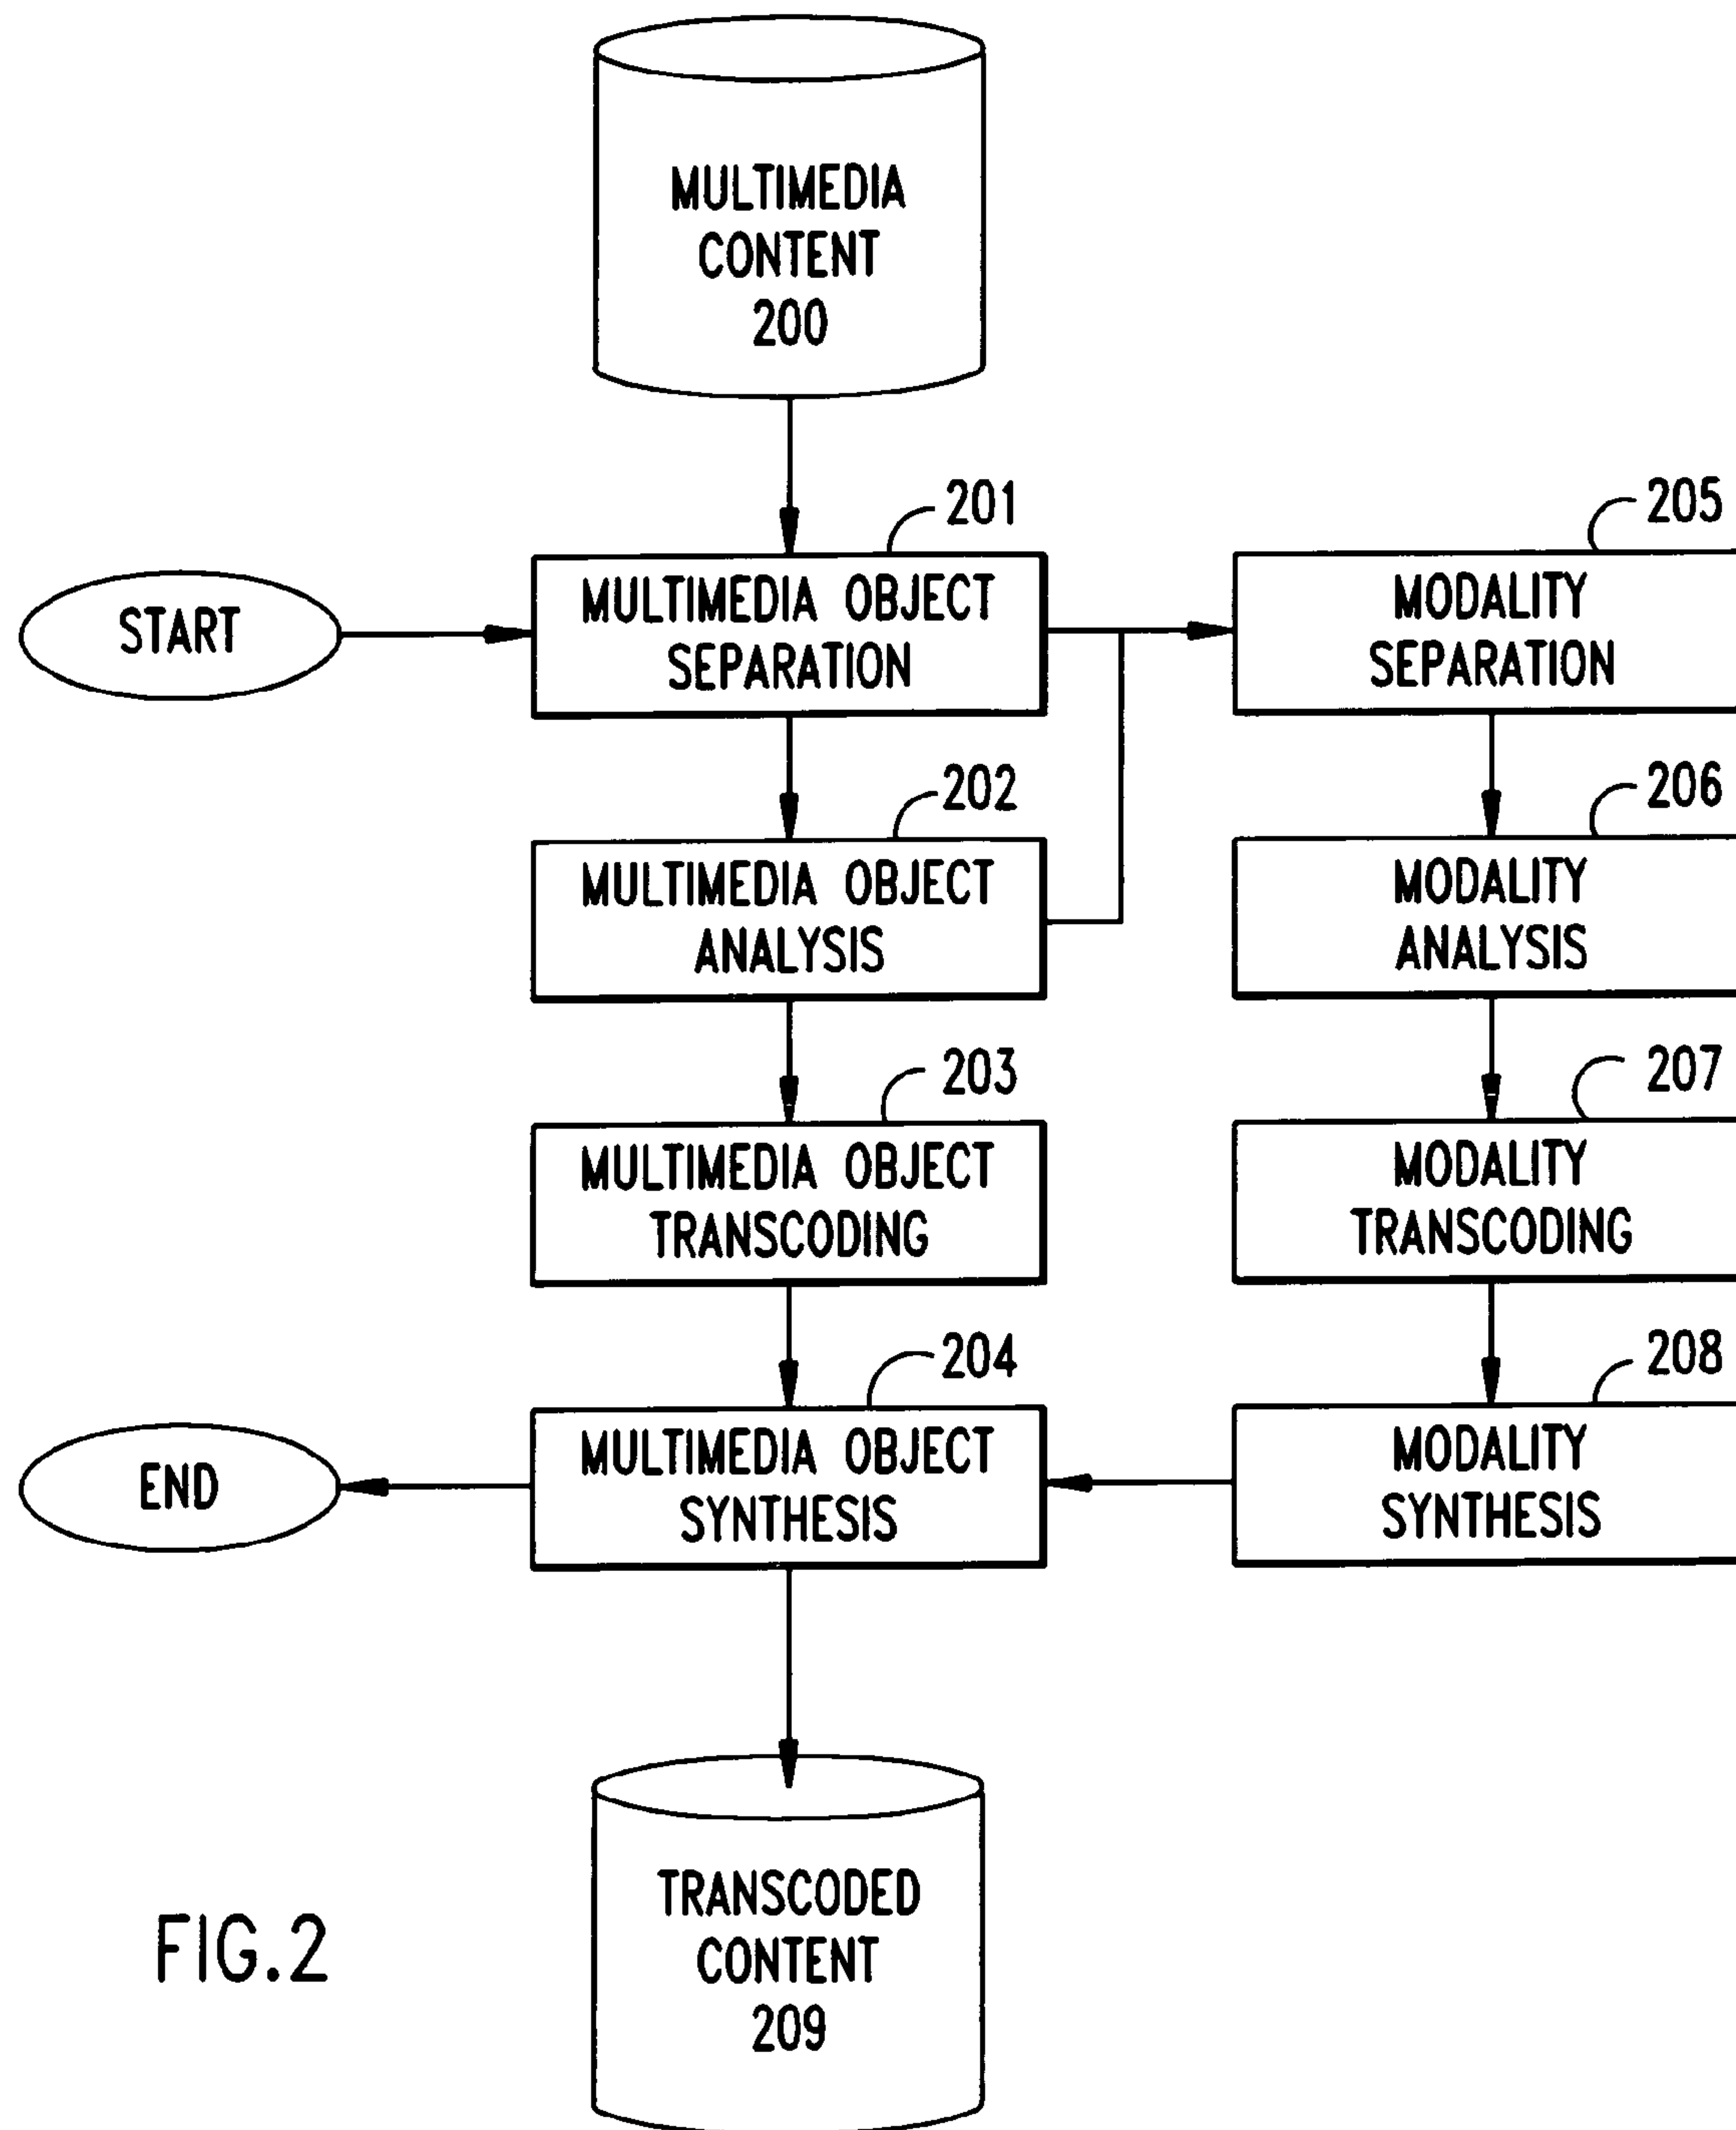 MULTIMEDIA
CONTENT
200
201
205
START
MULTIMEDIA OBJECT
SEPARATION
MODALITY
SEPARATION
202
206
MULTIMEDIA OBJECT
ANALYSIS
MODALITY
ANALYSIS
203
207
MULTIMEDIA OBJECT
TRANSCODING
MODALITY
TRANSCODING
204
208
END
MULTIMEDIA OBJECT
SYNTHESIS
MODALITY
SYNTHESIS
TRANSCODED
CONTENT
209
FIG.2